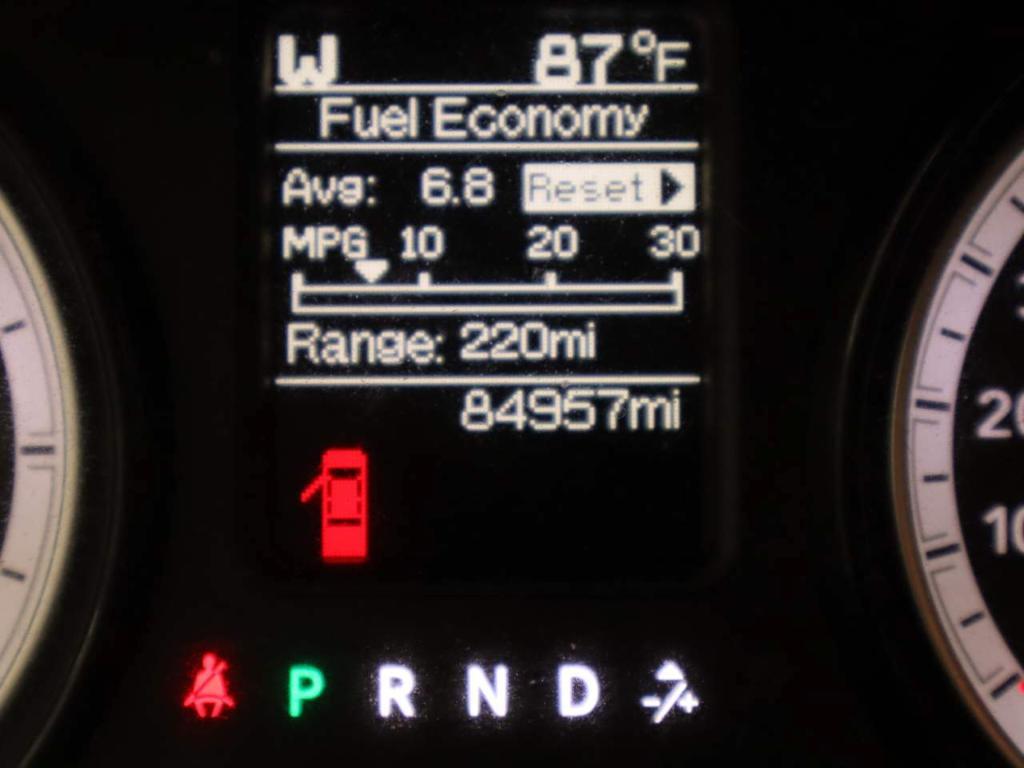 W 87°F
Fuel Economy
Avg: 6.8 Reset
MPG 10 20 30
Range: 220mi
84957mi
P R N D -/+
20
10